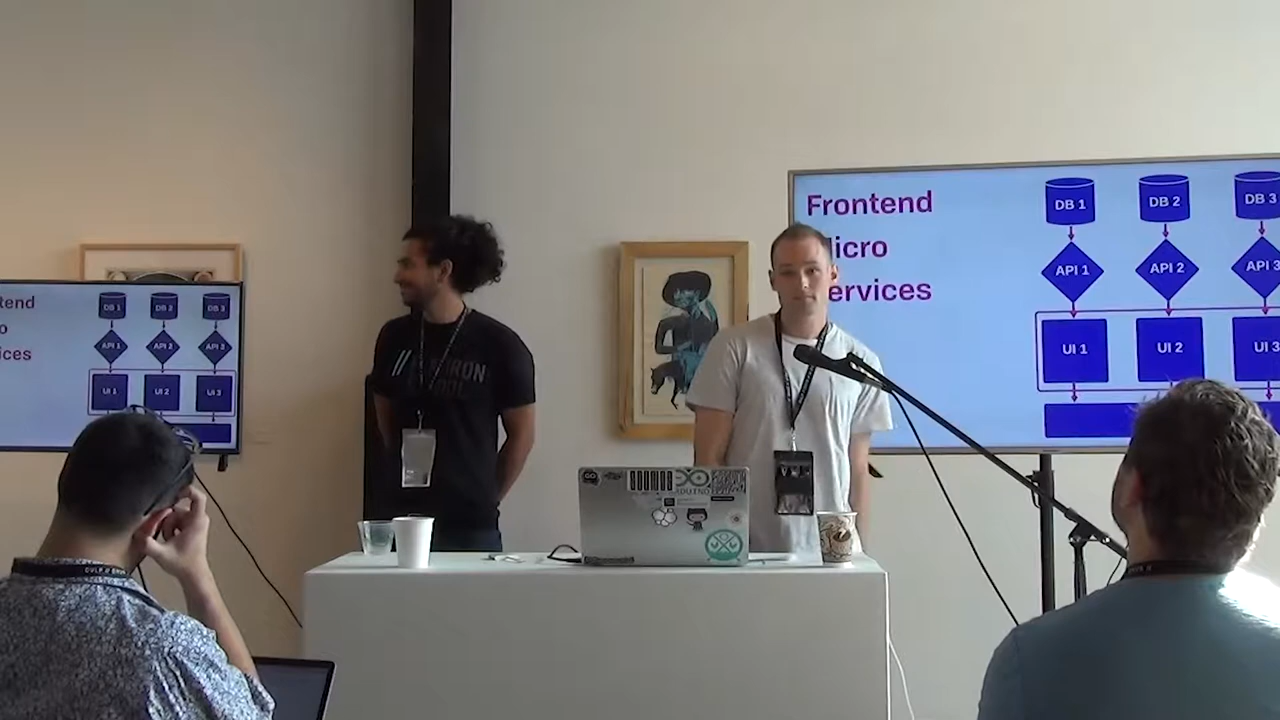 Frontend
icro
ervices
DB 1
DB 2
DB 3
API 1
API 2
API 3
UI 1
UI 2
UI 3
tend
o
ices
DB 1
DB 2
DB 3
API 1
API 2
API 3
UI 1
UI 2
UI 3
//
IRON
ARDUINO